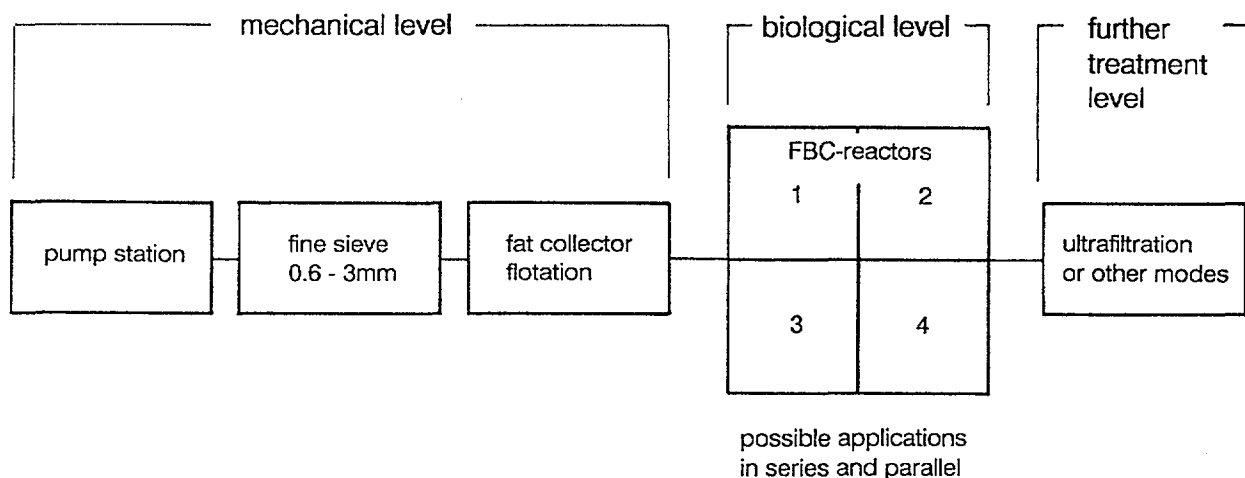 mechanical level
biological level
further
treatment
level
pump station
fine sieve
0.6 - 3mm
fat collector
flotation
FBC-reactors
1
2
3
4
ultrafiltration
or other modes
possible applications
in series and parallel